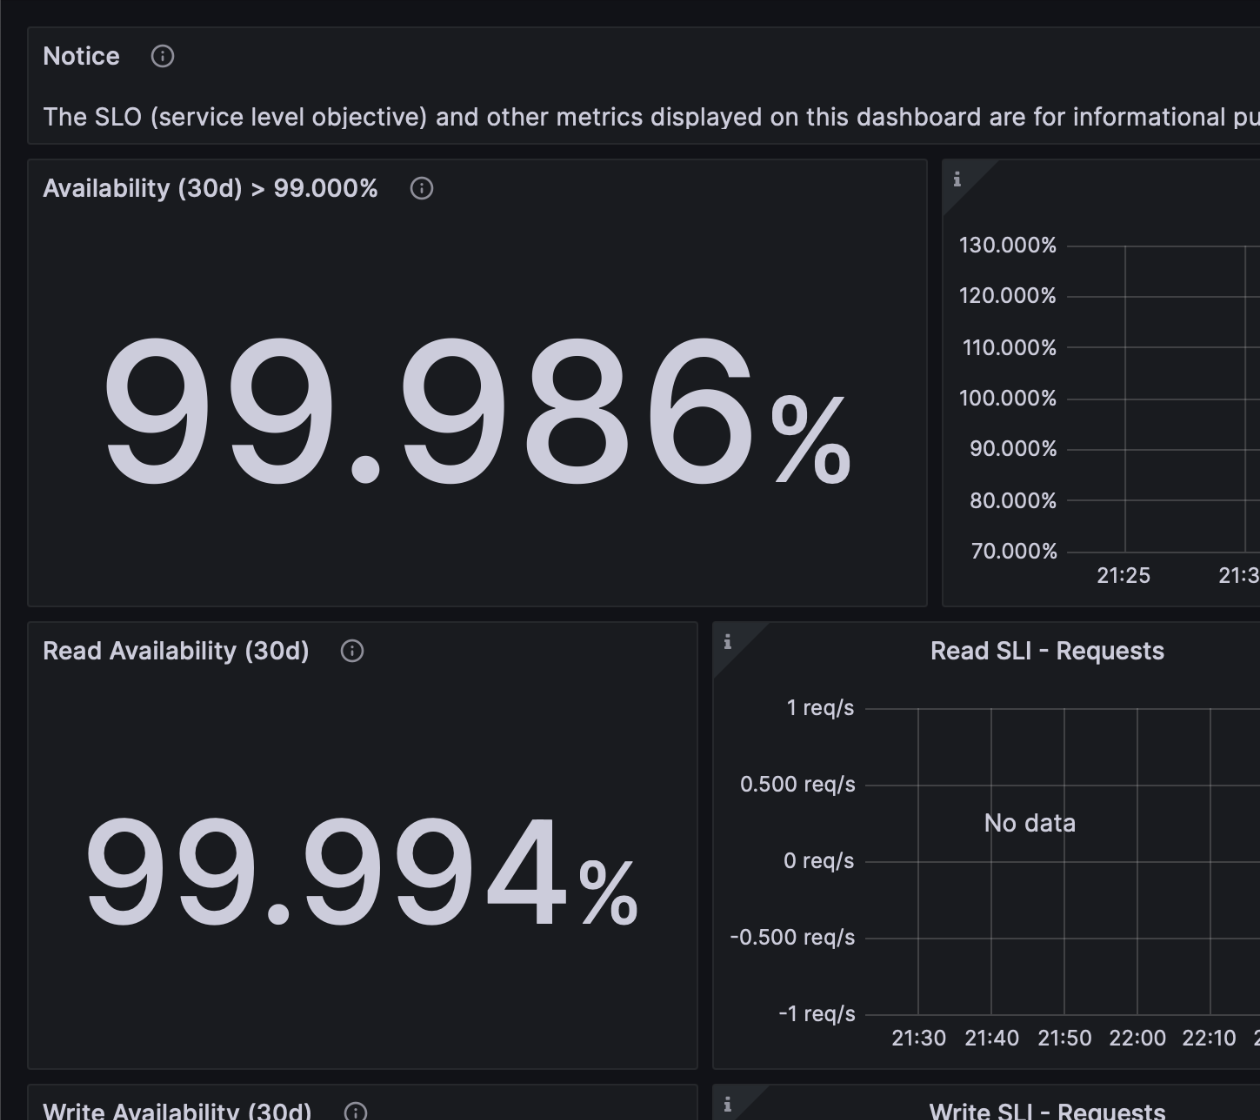 Notice
The SLO (service level objective) and other metrics displayed on this dashboard are for informational
Availability (30d) > 99.000%
99.986%
130.000%
120.000%
110.000%
100.000%
90.000%
80.000%
70.000%
21:25
Read Availability (30d)
99.994%
Read SLI - Requests
1 req/s
0.500 req/s
No data
0 req/s
-0.500 req/s
-1 req/s
21:30 21:40 21:50 22:00 22:10
Write Availability (30d)
Write SLI - Requests